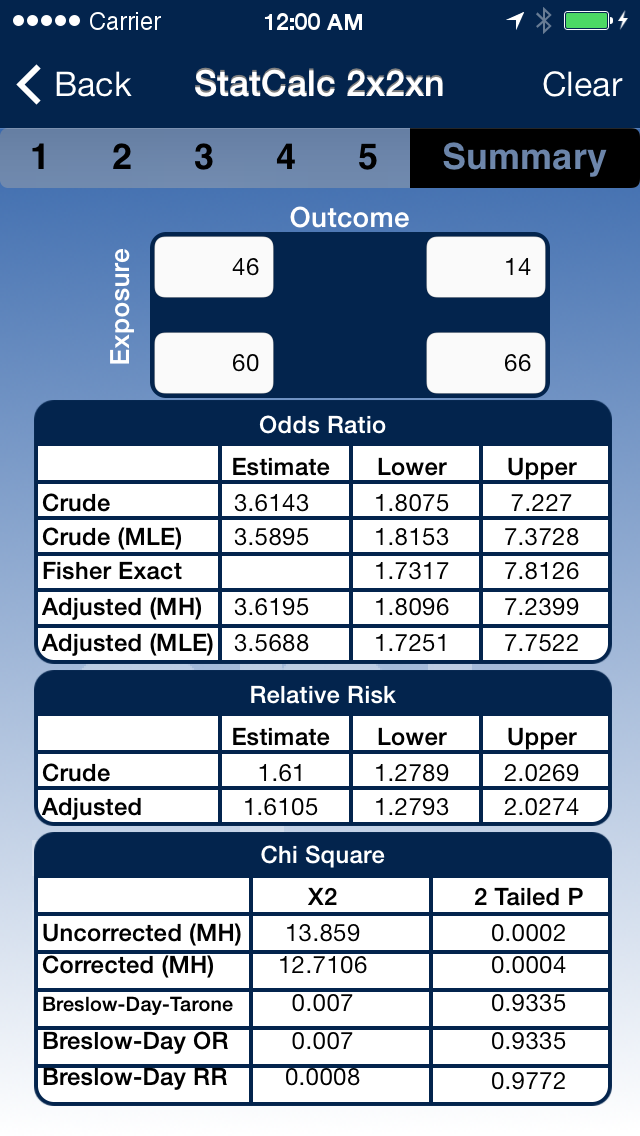 Carrier 12:00 AM
Back StatCalc 2x2xn Clear
1 2 3 4 5 Summary
Outcome
Exposure
46 14
60 66
Odds Ratio
Estimate Lower Upper
Crude 3.6143 1.8075 7.227
Crude (MLE) 3.5895 1.8153 7.3728
Fisher Exact 1.7317 7.8126
Adjusted (MH) 3.6195 1.8096 7.2399
Adjusted (MLE) 3.5688 1.7251 7.7522
Relative Risk
Estimate Lower Upper
Crude 1.61 1.2789 2.0269
Adjusted 1.6105 1.2793 2.0274
Chi Square
X2 2 Tailed P
Uncorrected (MH) 13.859 0.0002
Corrected (MH) 12.7106 0.0004
Breslow-Day-Tarone 0.007 0.9335
Breslow-Day OR 0.007 0.9335
Breslow-Day RR 0.0008 0.9772